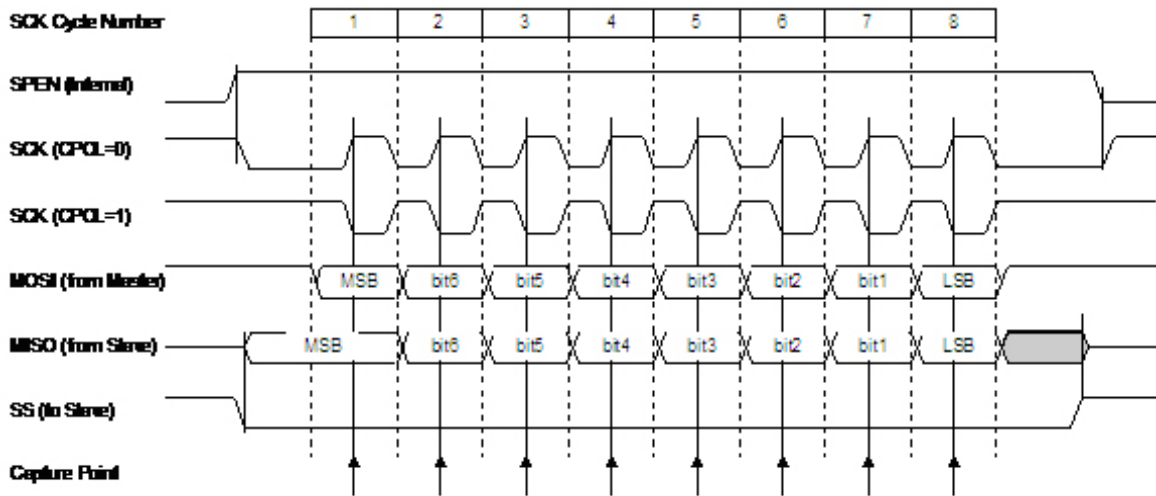 SCK Cycle Number 1 2 3 4 5 6 7 8
SPEN (Internal)
SCK (CPOL=0)
SCK (CPOL=1)
MOSI (from Master) MSB bit6 bit5 bit4 bit3 bit2 bit1 LSB
MISO (from Slave) MSB bit6 bit5 bit4 bit3 bit2 bit1 LSB
SS (to Slave)
Capture Point